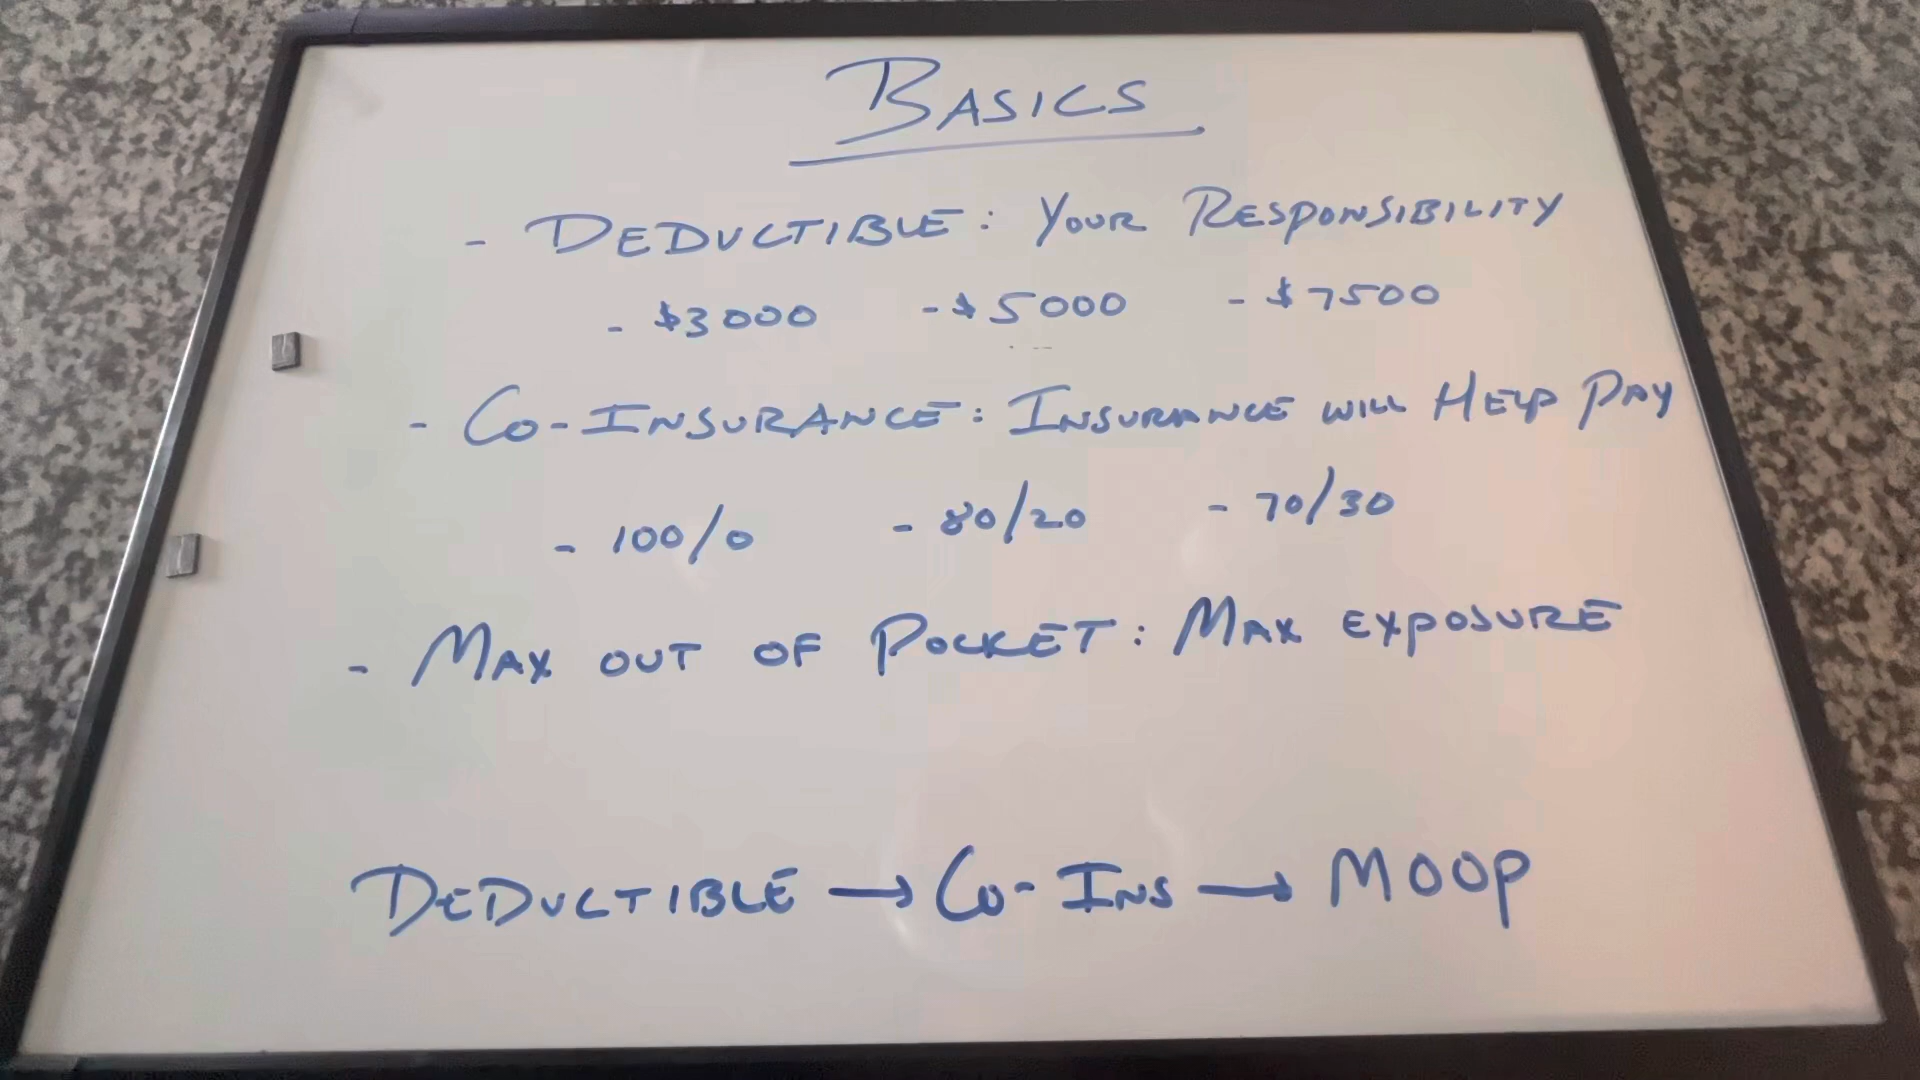 BASICS
- DEDUCTIBLE: YOUR RESPONSIBILITY
- $3000 - $5000 - $7500
- CO-INSURANCE: INSURANCE WILL HELP PAY
- 100/0 - 80/20 - 70/30
- MAX OUT OF POCKET: MAX EXPOSURE
DEDUCTIBLE → CO-INS → MOOP